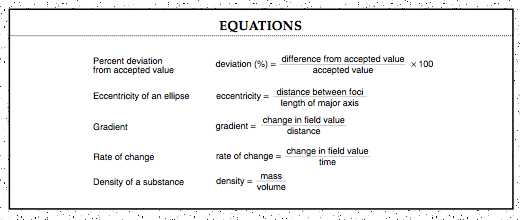 EQUATIONS
Percent deviation
from accepted value
deviation (%) = difference from accepted value
accepted value
× 100
Eccentricity of an ellipse
eccentricity = distance between foci
length of major axis
Gradient
gradient = change in field value
distance
Rate of change
rate of change = change in field value
time
Density of a substance
density = mass
volume